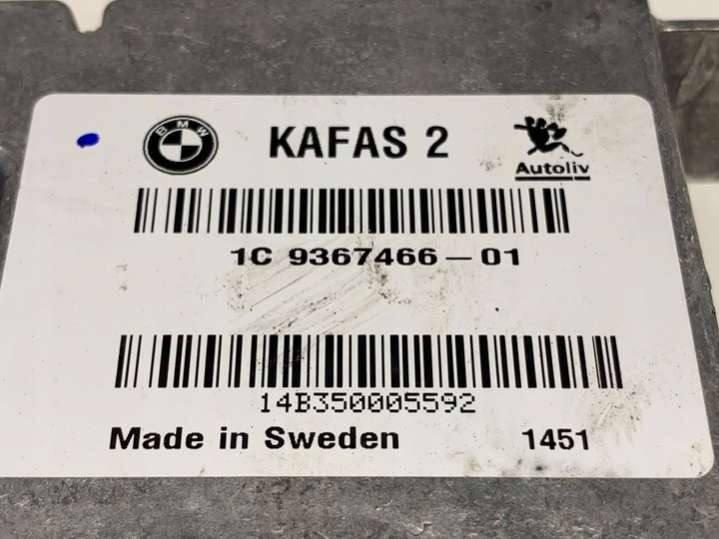 BMW KAFAS 2 Autoliv
1C 9367466-01
14B350005592
Made in Sweden 1451